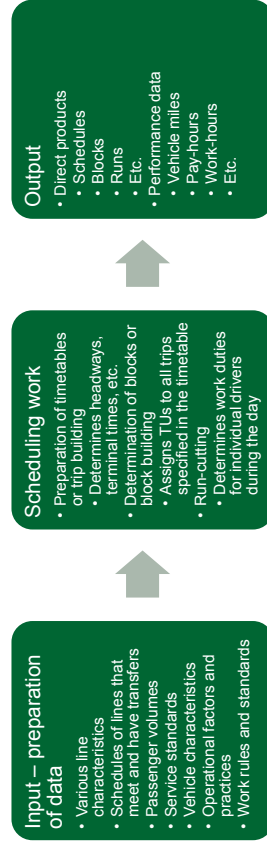 Input – preparation
of data
• Various line
characteristics
• Schedules of lines that
meet and have transfers
• Passenger volumes
• Service standards
• Vehicle characteristics
• Operational factors and
practices
• Work rules and standards
Scheduling work
• Preparation of timetables
or trip building
• Determines headways,
terminal times, etc.
• Determination of blocks or
block building
• Assigns TUs to all trips
specified in the timetable
• Run-cutting
• Determines work duties
for individual drivers
during the day
Output
• Direct products
• Schedules
• Blocks
• Runs
• Etc.
• Performance data
• Vehicle miles
• Pay-hours
• Work-hours
• Etc.